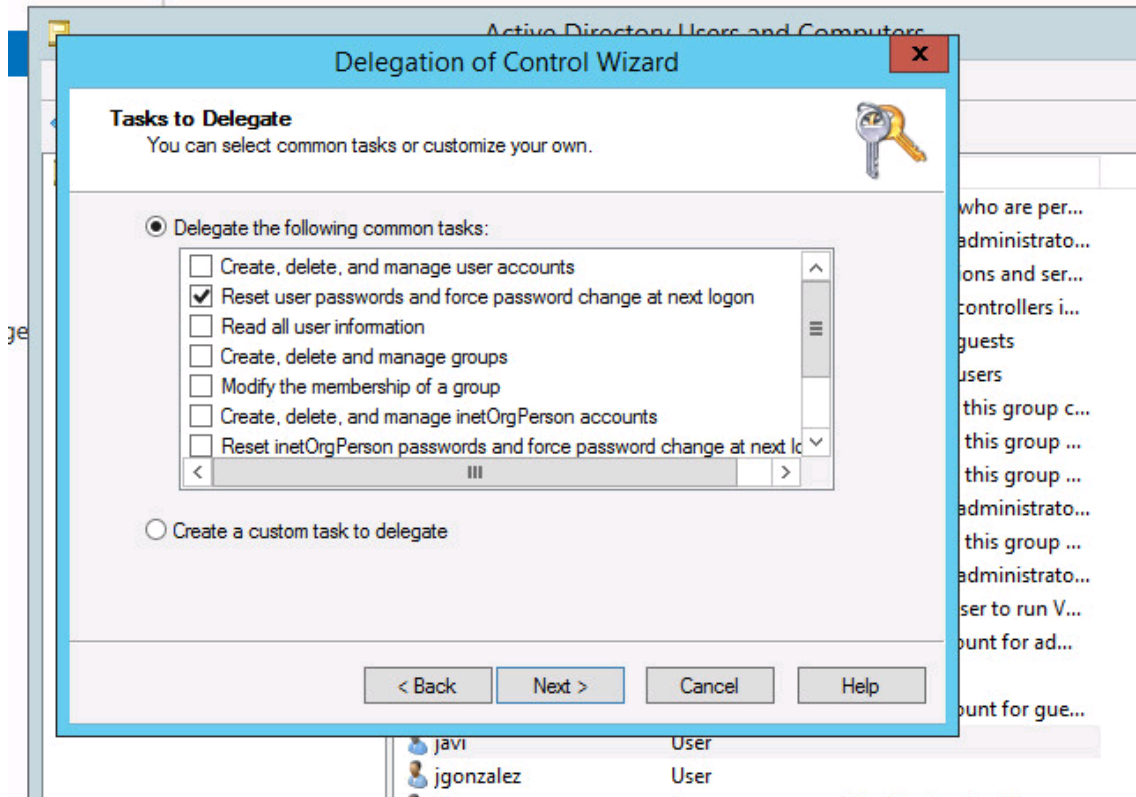 Active Directory Users and Computers
Delegation of Control Wizard
x
Tasks to Delegate
You can select common tasks or customize your own.
Delegate the following common tasks:
Create, delete, and manage user accounts
Reset user passwords and force password change at next logon
Read all user information
Create, delete and manage groups
Modify the membership of a group
Create, delete, and manage inetOrgPerson accounts
Reset inetOrgPerson passwords and force password change at next lo
Create a custom task to delegate
< Back
Next >
Cancel
Help
who are per...
administrato...
ions and ser...
controllers i...
guests
users
this group c...
this group ...
this group ...
administrato...
this group ...
administrato...
ser to run V...
ount for ad...
ount for gue...
ge
javi User
jgonzalez User